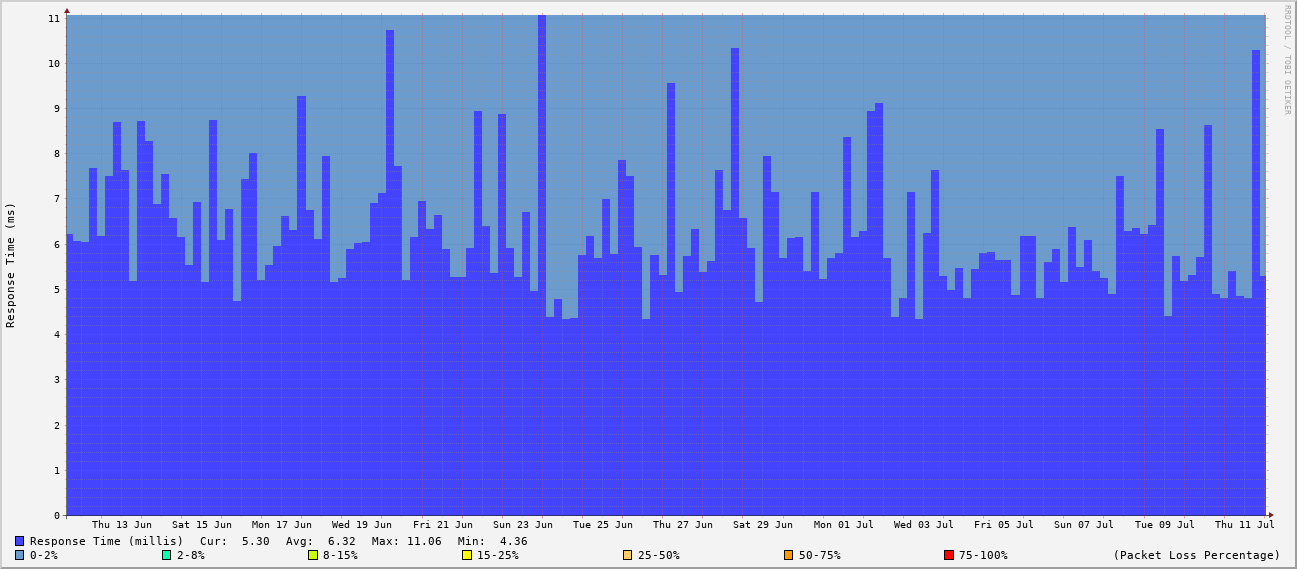 RRDTOOL / TOBI OETIKER
Response Time (ms)
11
10
9
8
7
6
5
4
3
2
1
0
Thu 13 Jun Sat 15 Jun Mon 17 Jun Wed 19 Jun Fri 21 Jun Sun 23 Jun Tue 25 Jun Thu 27 Jun Sat 29 Jun Mon 01 Jul Wed 03 Jul Fri 05 Jul Sun 07 Jul Tue 09 Jul Thu 11 Jul
Response Time (millis) Cur: 5.30 Avg: 6.32 Max: 11.06 Min: 4.36
0-2% 2-8% 8-15% 15-25% 25-50% 50-75% 75-100% (Packet Loss Percentage)